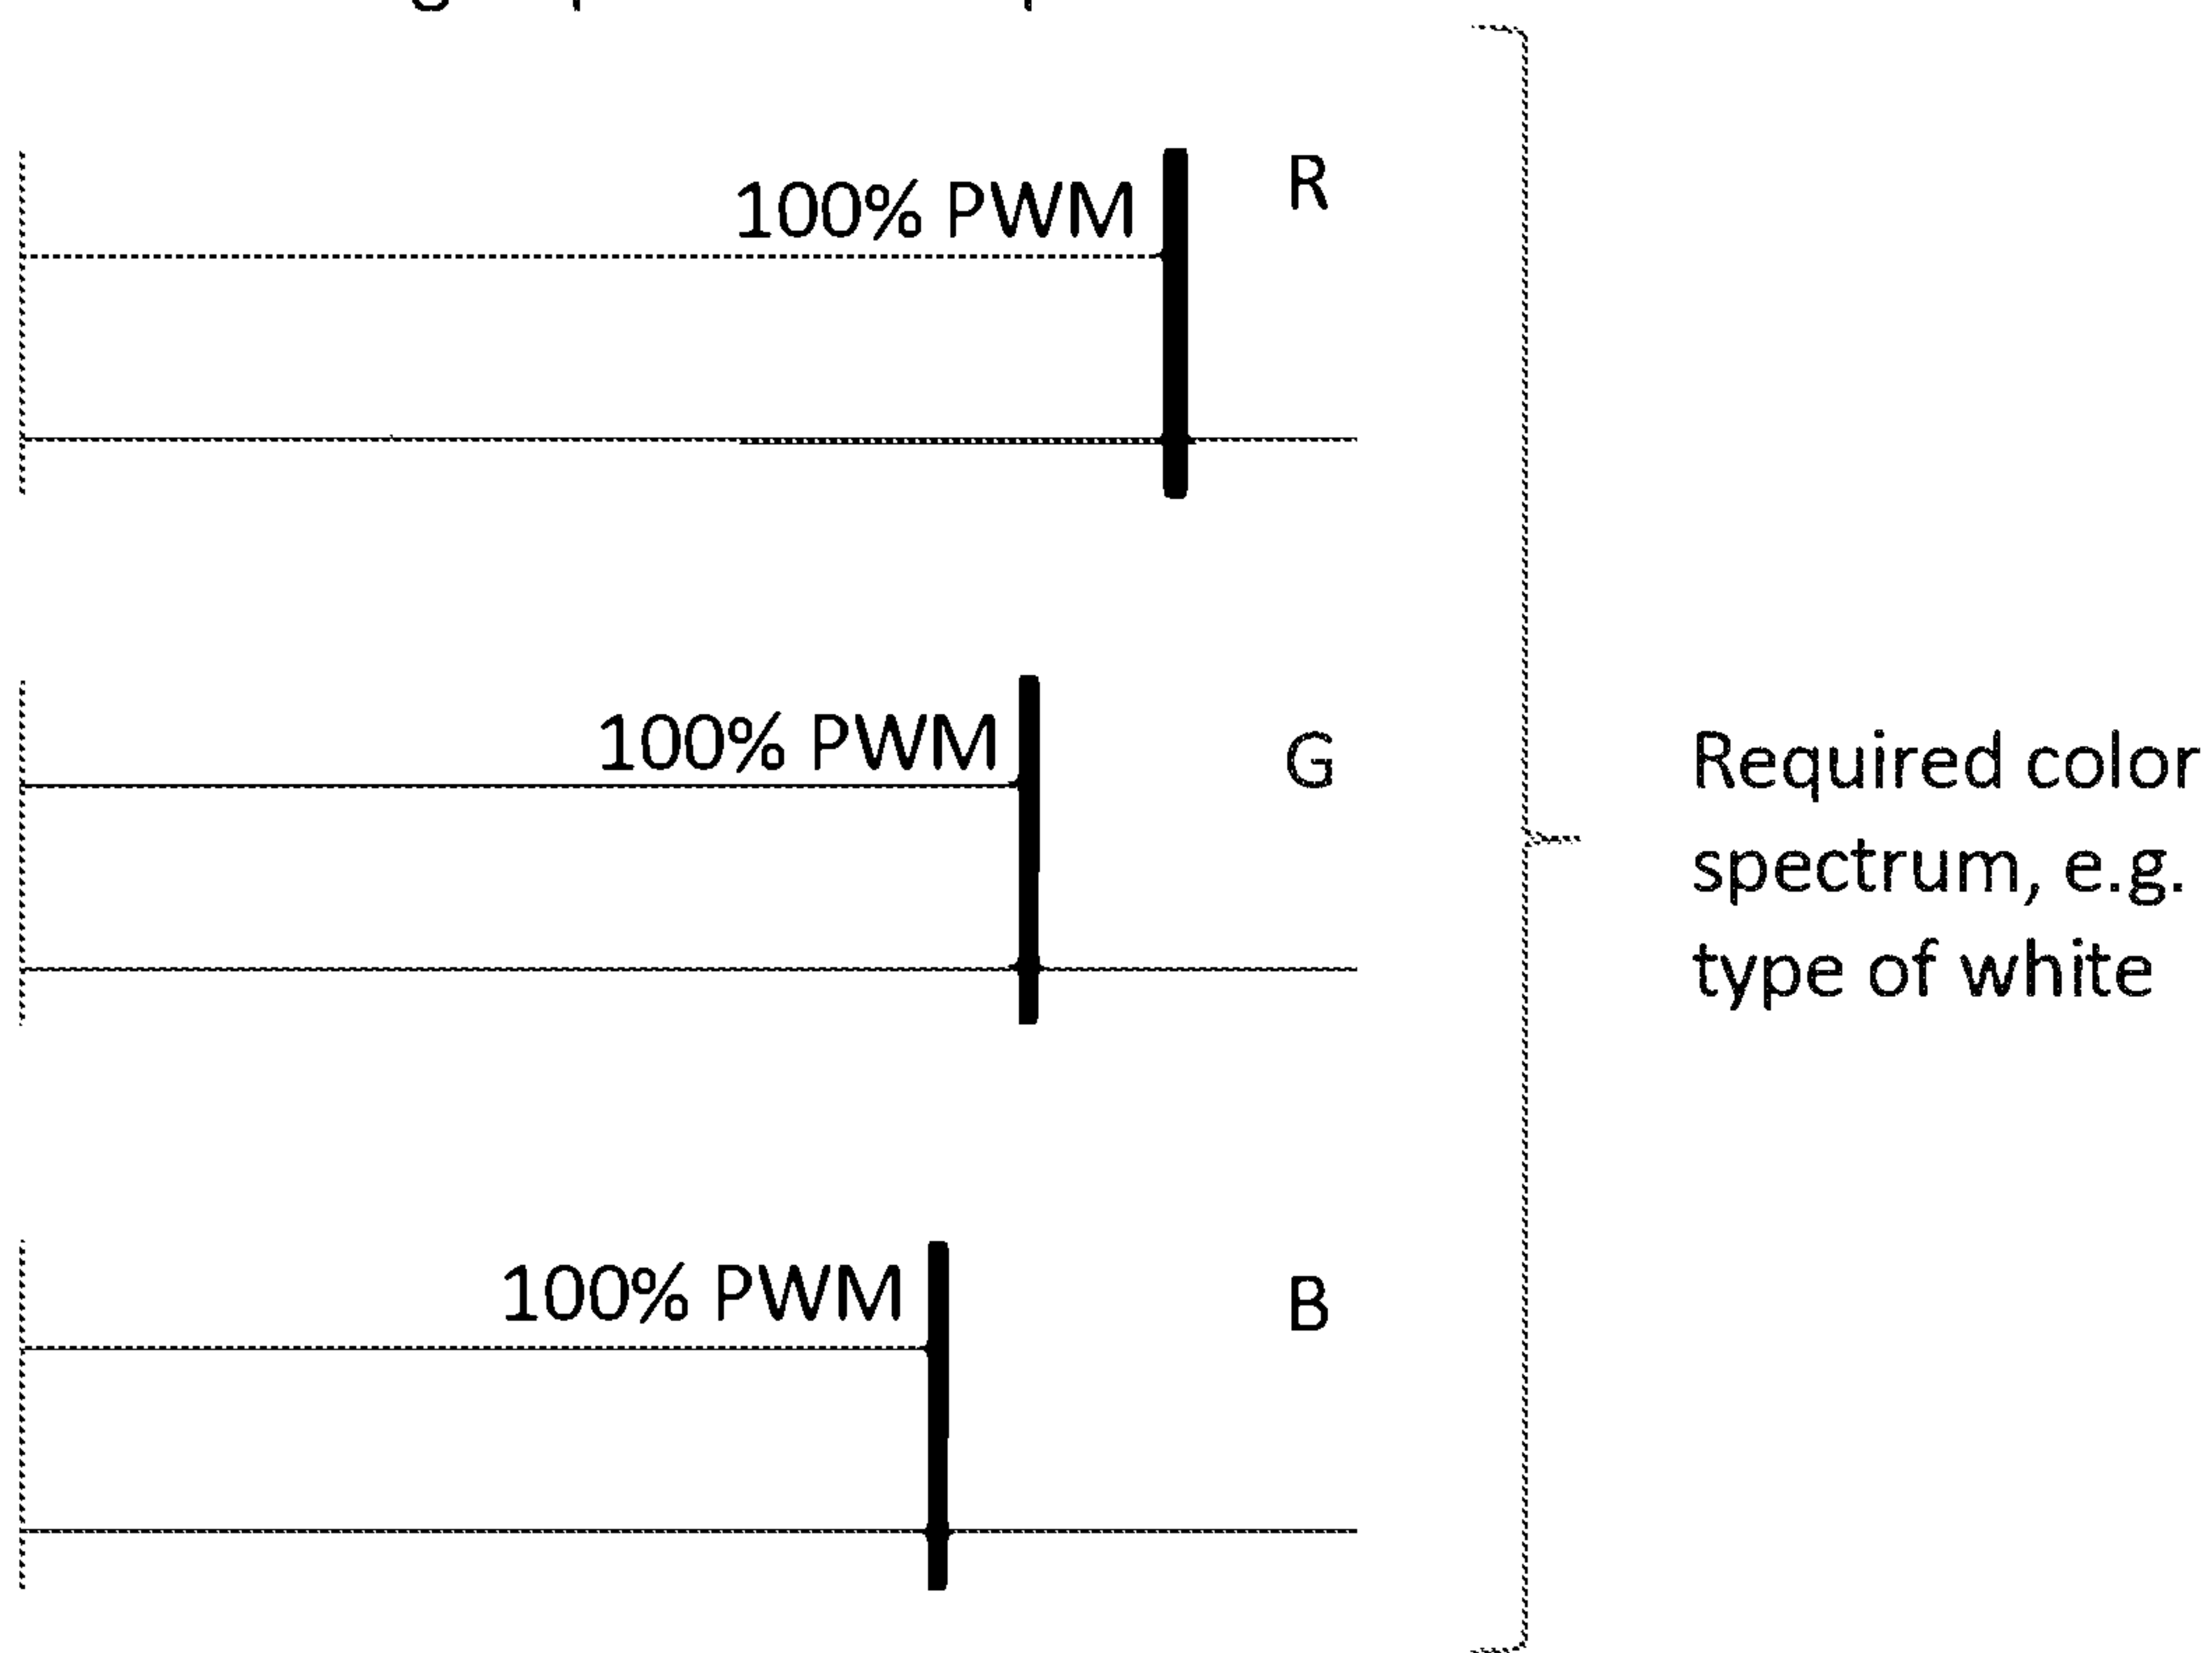 100% PWM
R
100% PWM
G
100% PWM
B
Required color
spectrum, e.g.
type of white